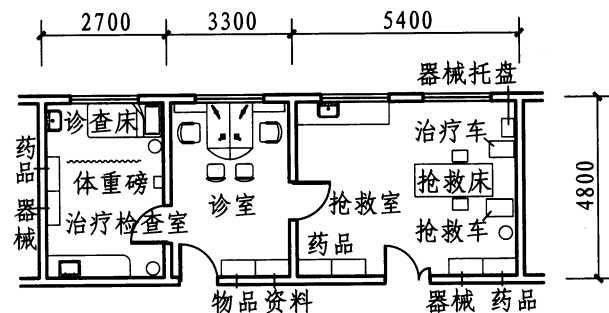 2700 3300 5400
器械托盘
诊查床
治疗车
药品
体重磅
抢救床
4800
器械
治疗检查室
诊室
抢救室
抢救车
药品
物品资料
器械 药品